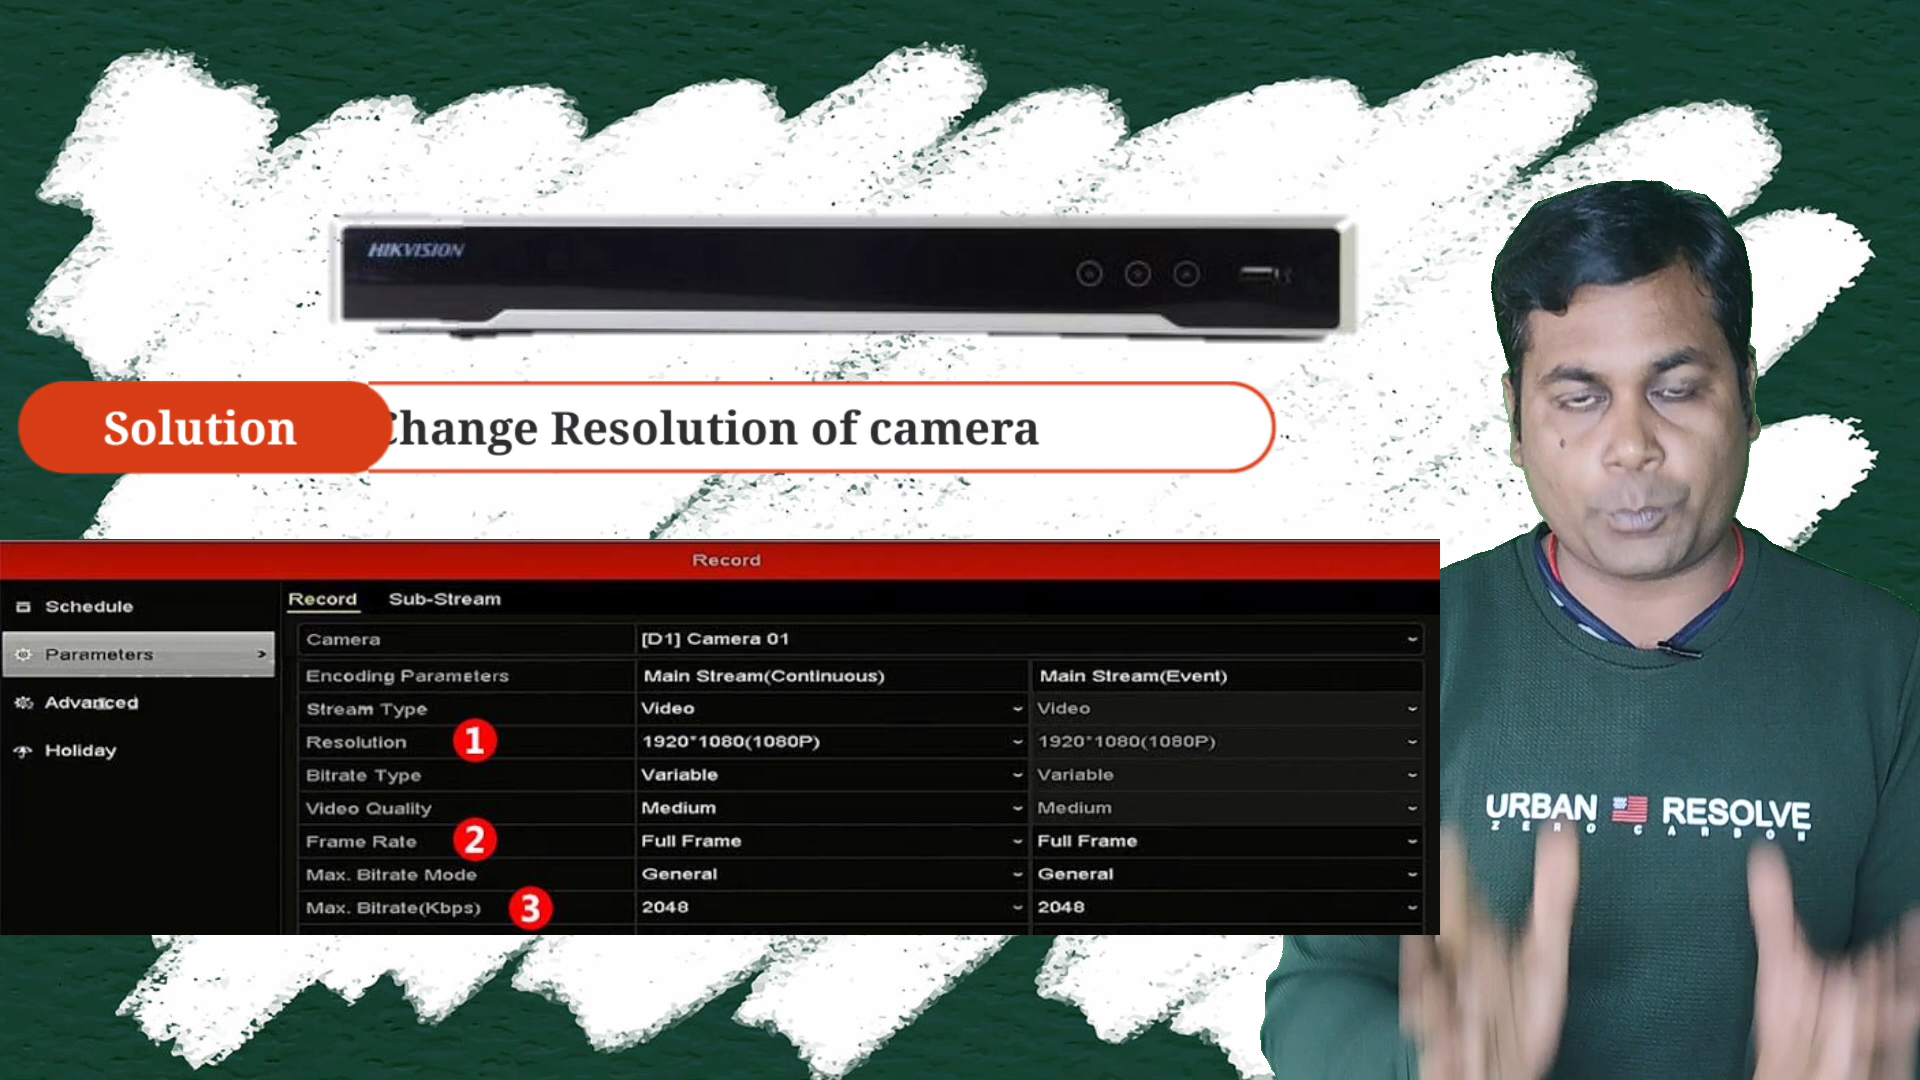 HIKVISION
Solution
Change Resolution of camera
Record
Schedule
Parameters >
Advanced
Holiday
Record Sub-Stream
Camera [D1] Camera 01
Encoding Parameters Main Stream(Continuous) Main Stream(Event)
Stream Type Video Video
Resolution 1 1920*1080(1080P) 1920*1080(1080P)
Bitrate Type Variable Variable
Video Quality Medium Medium
Frame Rate 2 Full Frame Full Frame
Max. Bitrate Mode General General
Max. Bitrate(Kbps) 3 2048 2048
URBAN RESOLVE
ZERO CARBON